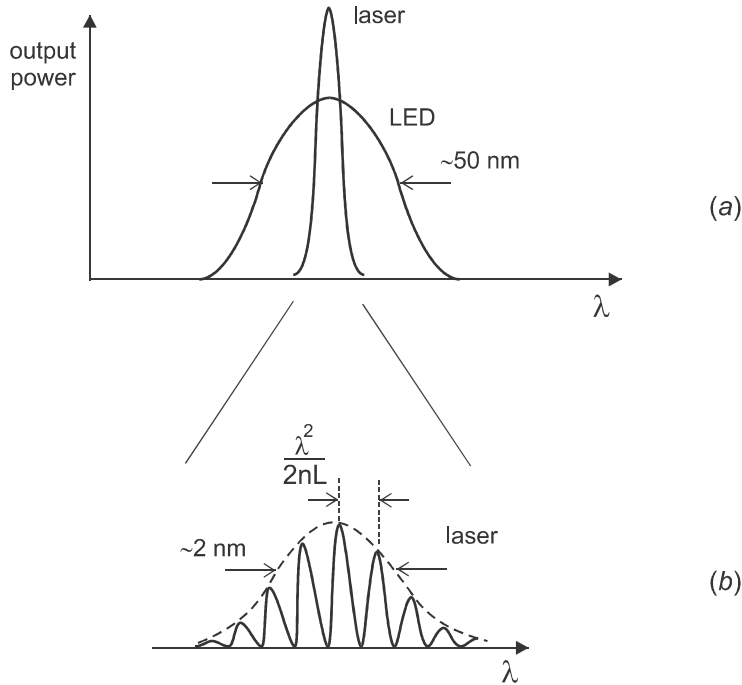 laser
output
power
LED
~50 nm
(a)
λ
λ²
2nL
~2 nm
laser
(b)
λ